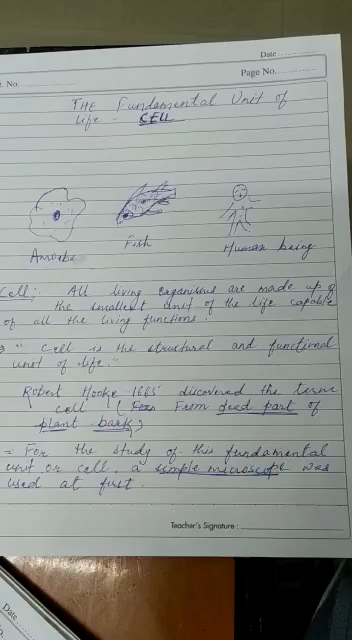 Date
t. No.
Page No.
THE Fundamental Unit of
life - CELL
Amoeba
Fish
Human being
Cell: All living organisms are made up of
the smallest unit of the life capable
of all the living functions.
" Cell is the structural and functional
unit of life."
Robert Hooke 1665 discovered the term
cell ( From deed part of
plant bark)
= For the study of this fundamental
unit or cell, a simple microscope was
used at first.
Teacher's Signature :
Date